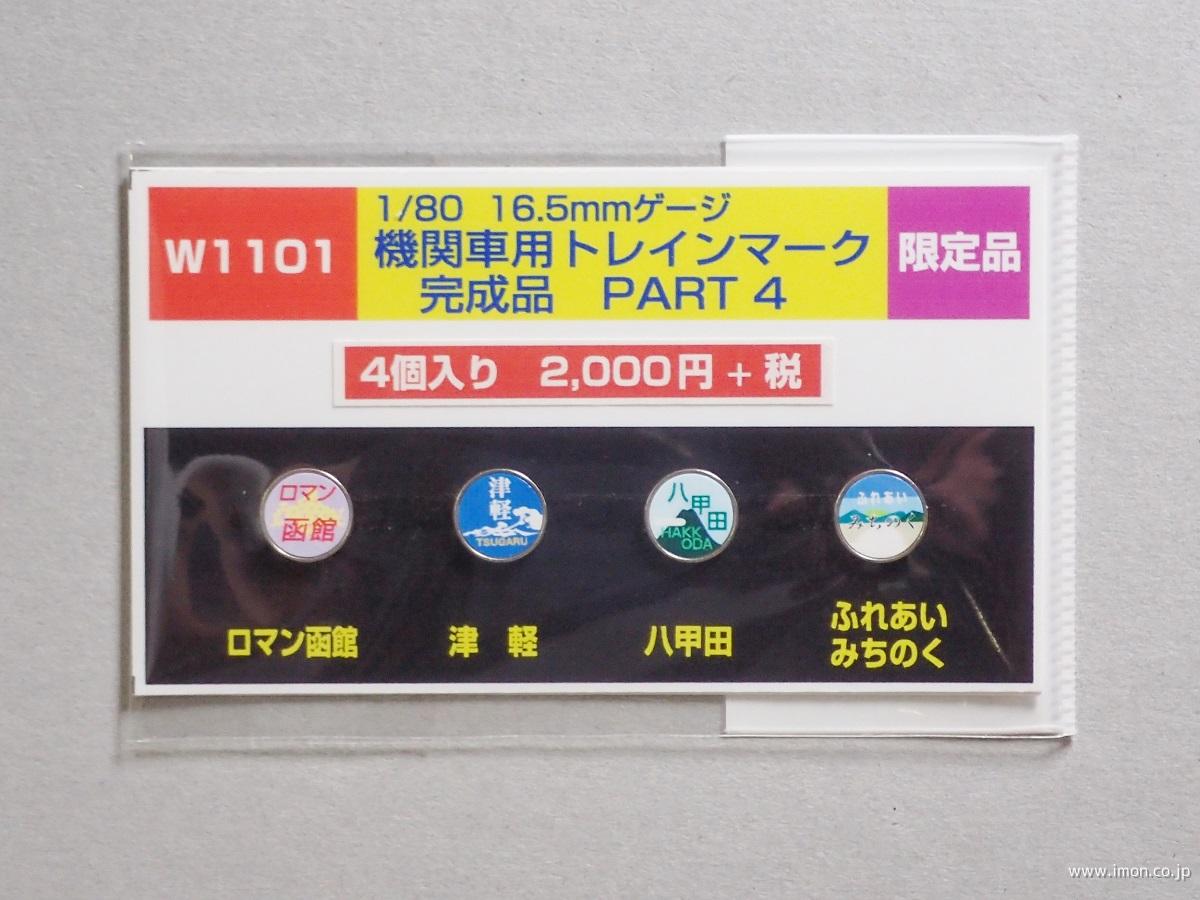 W1101
1/80 16.5mmゲージ
機関車用トレインマーク
完成品 PART 4
限定品
4個入り 2,000円 + 税
ロマン
函館
津軽
TSUGARU
八甲田
HAKK
ODA
ふれあい
みちのく
ロマン函館
津 軽
八甲田
ふれあい
みちのく
www.imon.co.jp